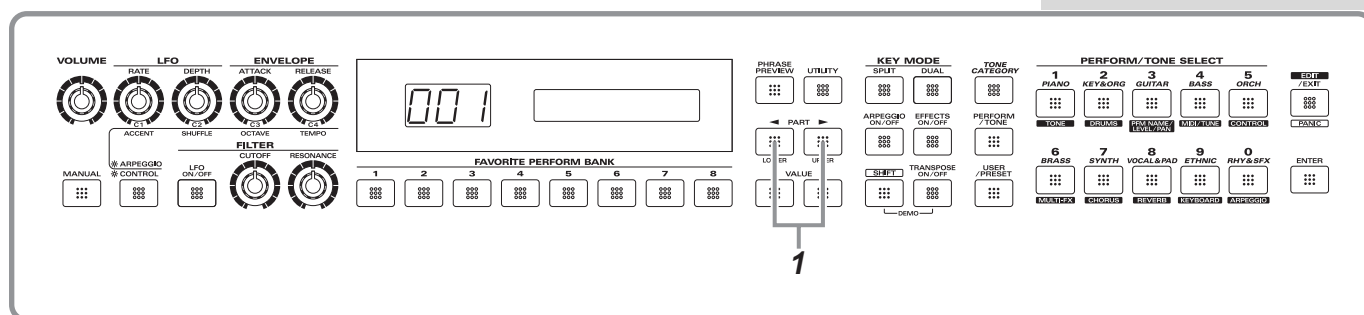 VOLUME
LFO
ENVELOPE
RATE
DEPTH
ATTACK
RELEASE
C1
C2
C3
C4
ACCENT
SHUFFLE
OCTAVE
TEMPO
FILTER
ARPEGGIO
LFO
ON/OFF
CUTOFF
RESONANCE
MANUAL
CONTROL
001
FAVORITE PERFORM BANK
1 2 3 4 5 6 7 8
PHRASE
PREVIEW
UTILITY
◄ PART ►
LOWER
UPPER
VALUE
1
KEY MODE
SPLIT
DUAL
ARPEGGIO
ON/OFF
EFFECTS
ON/OFF
SHIFT
TRANSPOSE
ON/OFF
DEMO
TONE
CATEGORY
PERFORM
/TONE
USER
/PRESET
PERFORM/TONE SELECT
1 2 3 4 5
PIANO KEY&ORG GUITAR BASS ORCH
TONE DRUMS PFM NAME/ LEVEL/PAN MIDI/TUNE CONTROL
6 7 8 9 0
BRASS SYNTH VOCAL&PAD ETHNIC RHY&SFX
MULTI-FX CHORUS REVERB KEYBOARD ARPEGGIO
EDIT
/EXIT
PANIC
ENTER